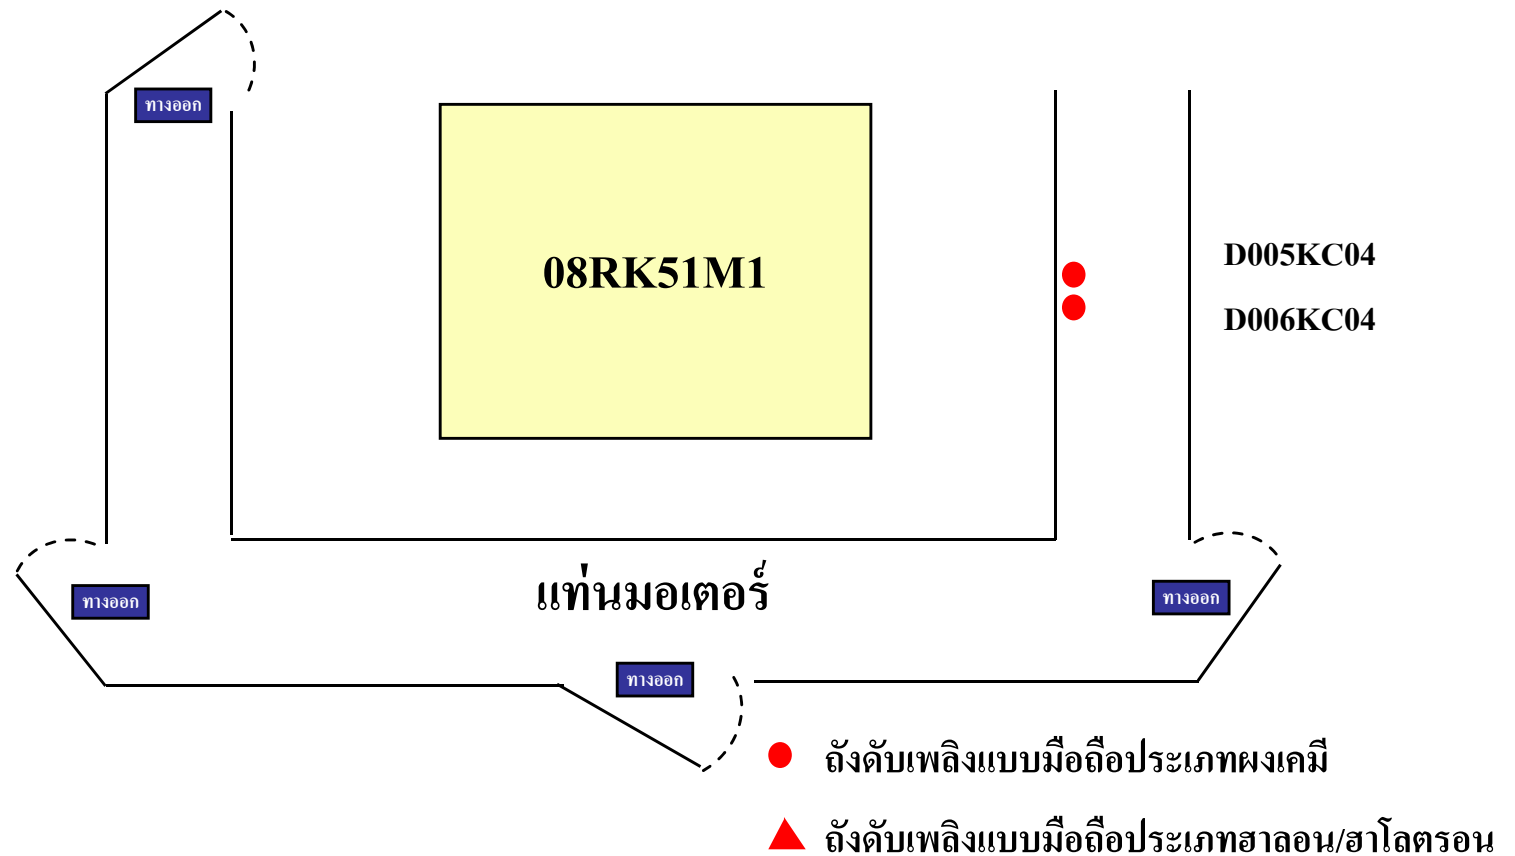 ทางออก
08RK51M1
D005KC04
D006KC04
แท่นมอเตอร์
ทางออก
ทางออก
ทางออก
ถังดับเพลิงแบบมือถือประเภทผงเคมี
ถังดับเพลิงแบบมือถือประเภทฮาลอน/ฮาโลตรอน